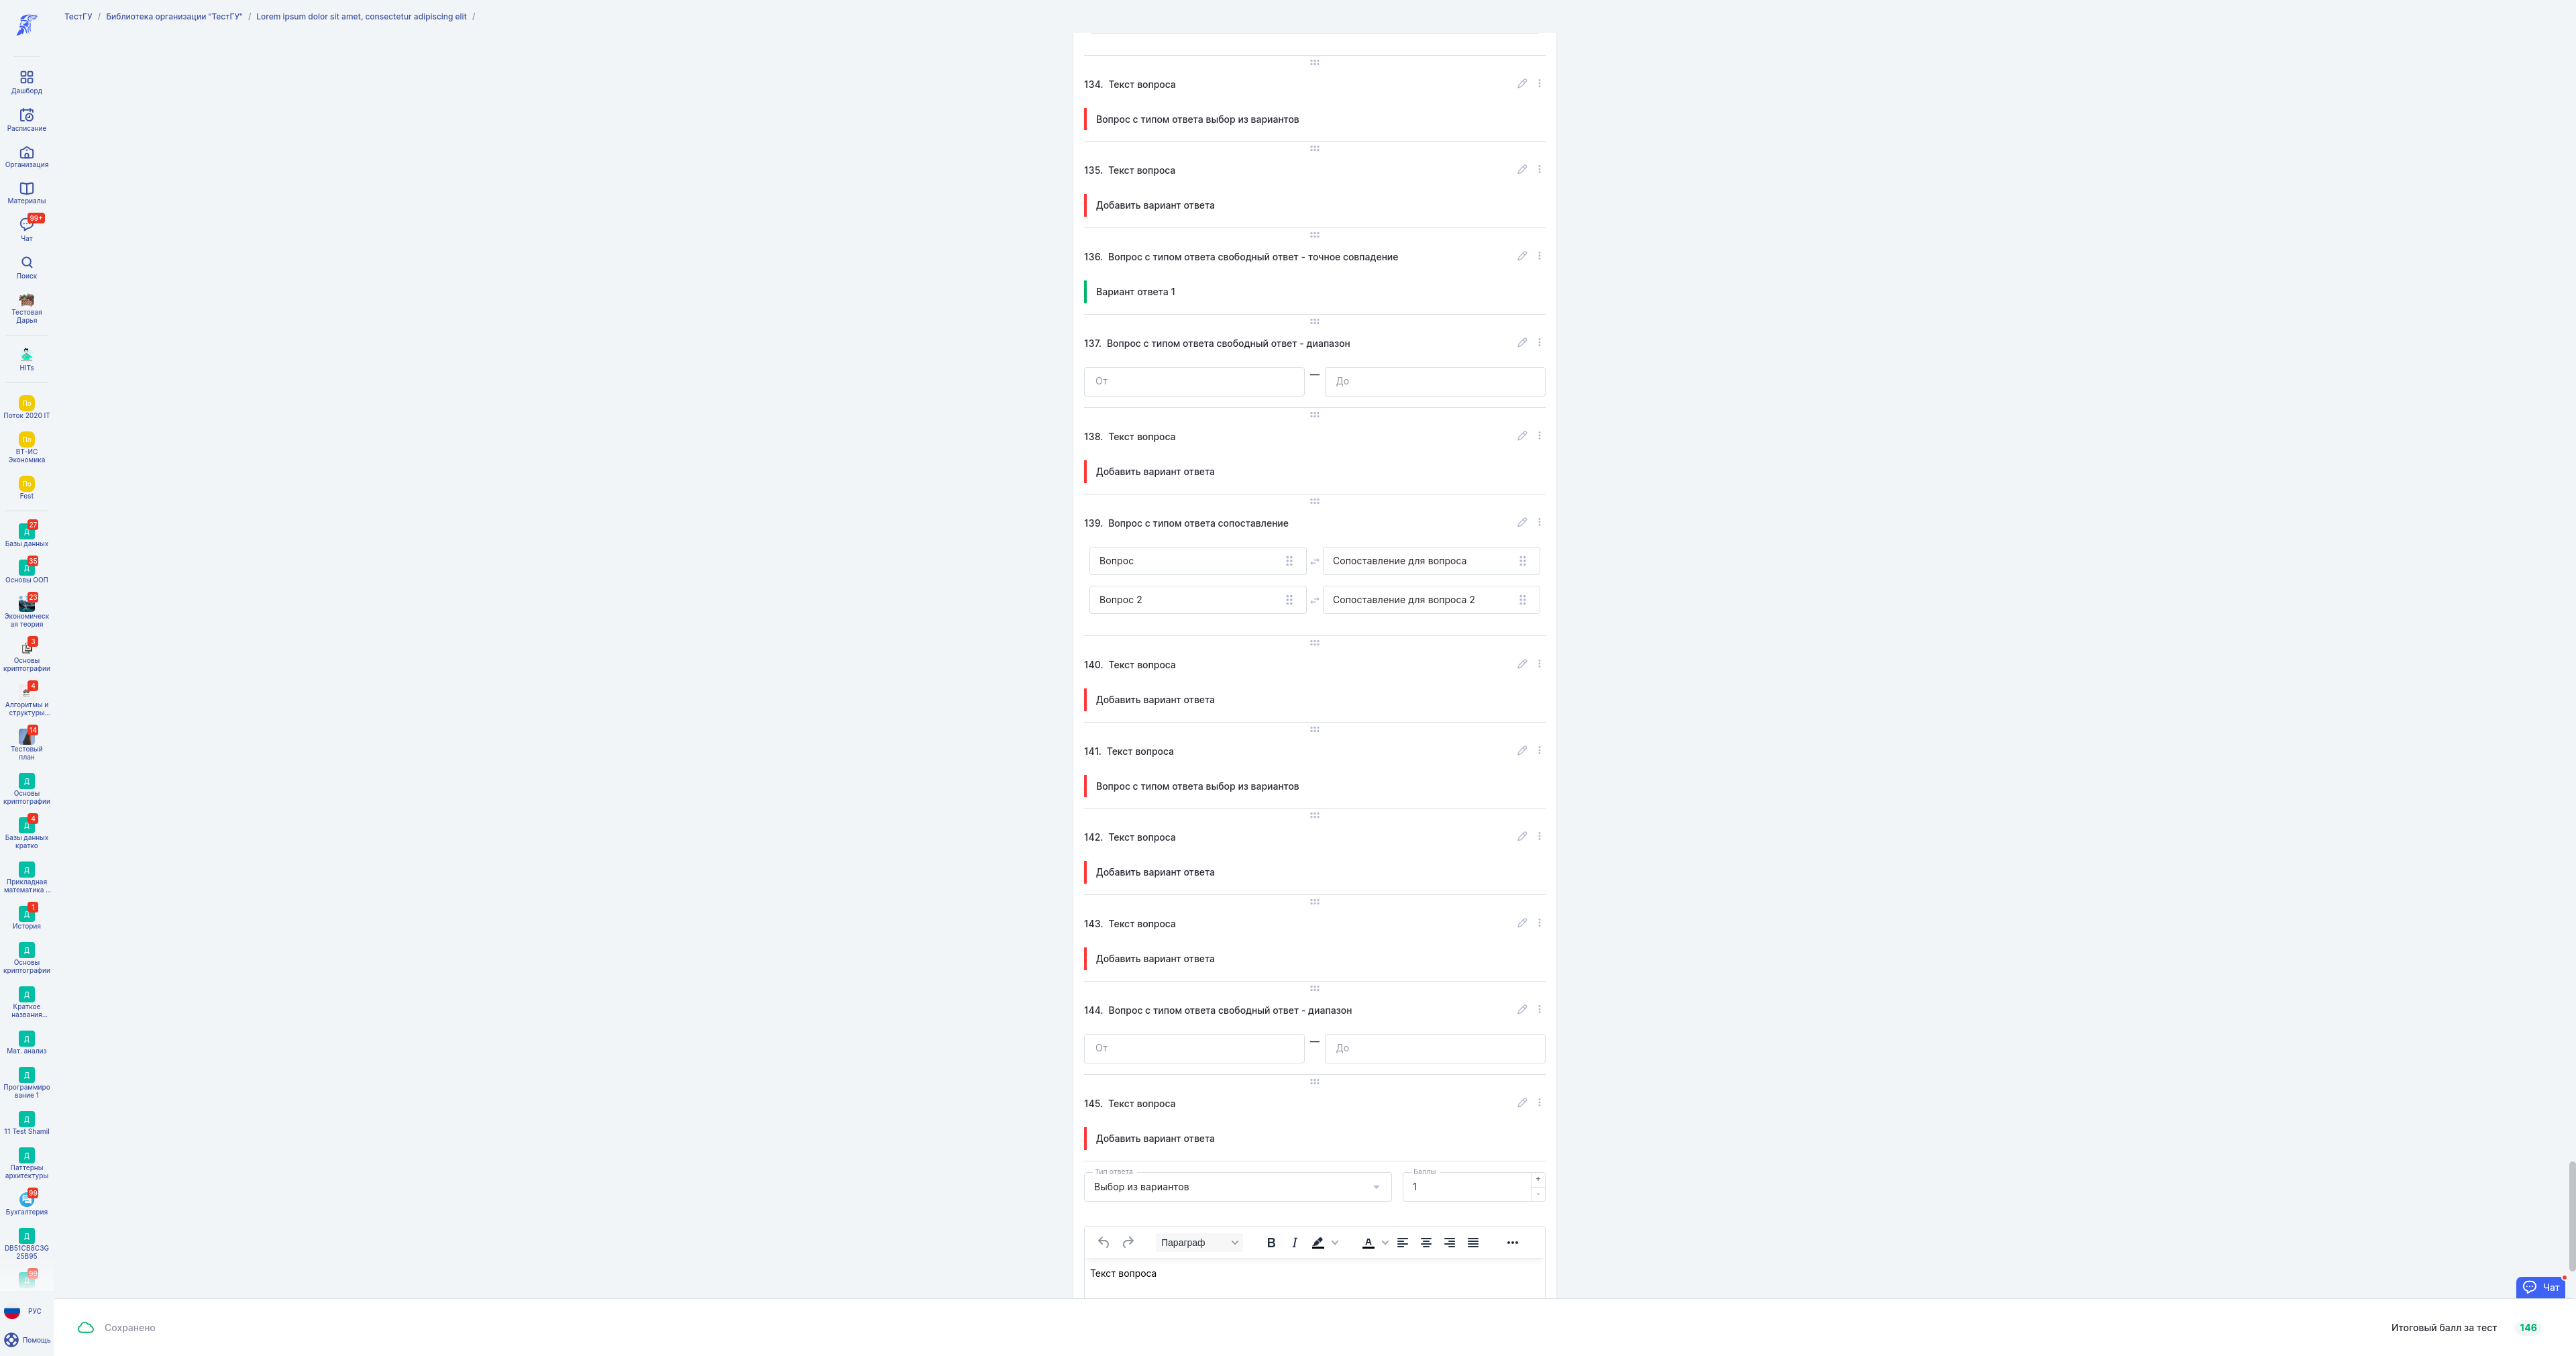 ТестГУ / Библиотека организации "ТестГУ" / Lorem ipsum dolor sit amet, consectetur adipiscing elit /
Дашборд
Расписание
Организация
Материалы
99+
Чат
Поиск
Тестовая
Дарья
HITs
По
Поток 2020 IT
По
ВТ-ИС
Экономика
По
Fest
27
Д
Базы данных
35
Д
Основы ООП
23
Экономическ
ая теория
3
Основы
криптографии
4
Алгоритмы и
структуры...
14
Тестовый
план
Д
Основы
криптографии
4
Д
Базы данных
кратко
Д
Прикладная
математика ...
1
Д
История
Д
Основы
криптографии
Д
Краткое
названия...
Д
Мат. анализ
Д
Программиро
вание 1
Д
11 Test Shamil
Д
Паттерны
архитектуры
99
Бухгалтерия
Д
DB51CB8C3G
25B95
99
Д
РУС
Помощь
134. Текст вопроса
Вопрос с типом ответа выбор из вариантов
135. Текст вопроса
Добавить вариант ответа
136. Вопрос с типом ответа свободный ответ - точное совпадение
Вариант ответа 1
137. Вопрос с типом ответа свободный ответ - диапазон
От — До
138. Текст вопроса
Добавить вариант ответа
139. Вопрос с типом ответа сопоставление
Вопрос Сопоставление для вопроса
Вопрос 2 Сопоставление для вопроса 2
140. Текст вопроса
Добавить вариант ответа
141. Текст вопроса
Вопрос с типом ответа выбор из вариантов
142. Текст вопроса
Добавить вариант ответа
143. Текст вопроса
Добавить вариант ответа
144. Вопрос с типом ответа свободный ответ - диапазон
От — До
145. Текст вопроса
Добавить вариант ответа
Тип ответа Баллы
Выбор из вариантов 1 + -
Параграф B I A
Текст вопроса
Чат
Сохранено
Итоговый балл за тест 146